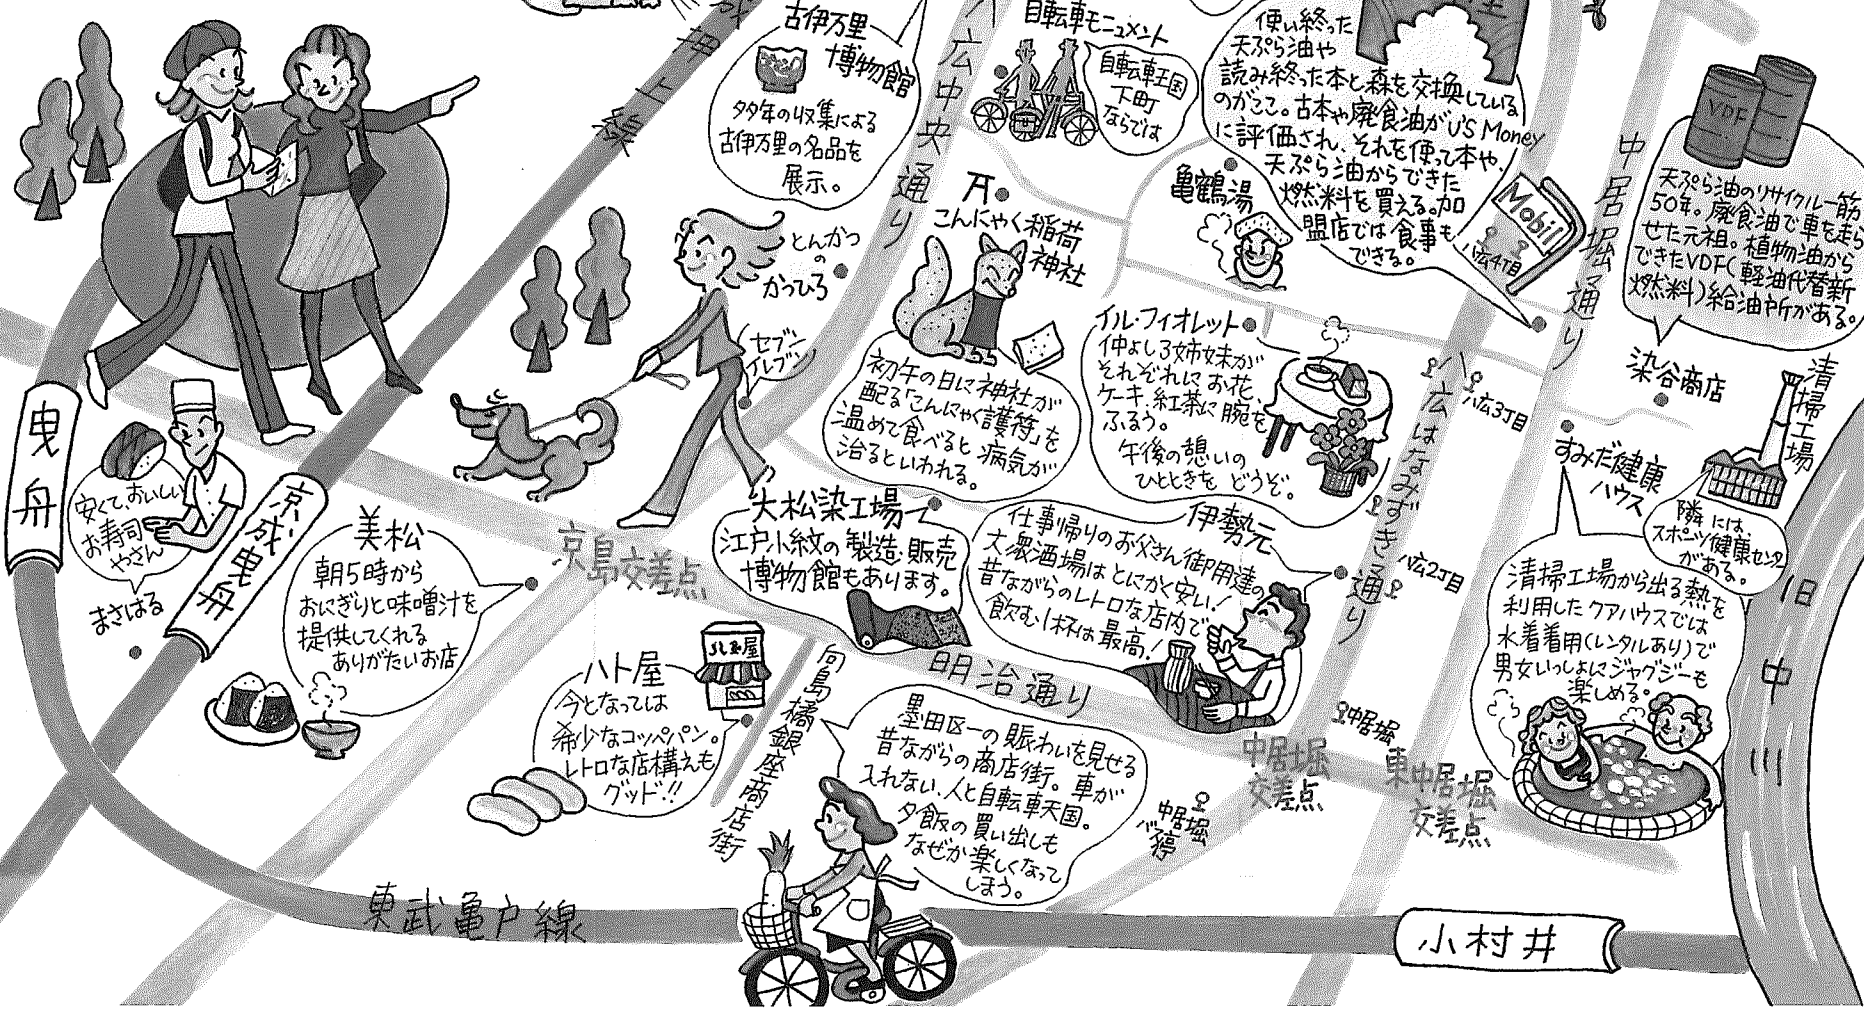 押上線
古伊万里
博物館
多年の収集による
古伊万里の名品を
展示。
八広中央通り
自転車モニュメント
自転車王国
下町
ならでは
使い終った
天ぷら油や
読み終った本と森を交換している
のがここ。古本や廃食油がU'S Money
に評価され、それを使って本や、
天ぷら油からできた
燃料を買える。加
盟店では食事も
できる。
Mobil
八広4丁目
中居堀通り
VDF
天ぷら油のリサイクル一筋
50年。廃食油で車を走ら
せた元祖。植物油から
できたVDF(軽油代替新
燃料)給油所がある。
染谷商店
清掃工場
とんかつ
の
かつひろ
こんにゃく稲荷
神社
亀鶴湯
セブン
イレブン
初午の日に神社が
配る「こんにゃく護符」を
温めて食べると病気が
治るといわれる。
イル・フィオレット
仲よし3姉妹が
それぞれにお花、
ケーキ、紅茶に腕を
ふるう。
午後の憩いの
ひとときをどうぞ。
八広はなみずき通り
八広3丁目
すみだ健康
ハウス
隣には、
スポーツ健康センター
がある。
曳舟
安くて、おいしい
お寿司
やさん
まさはる
京成曳舟
美松
朝5時から
おにぎりと味噌汁を
提供してくれる
ありがたいお店
京島交差点
大松染工場
江戸小紋の製造、販売
博物館もあります。
伊勢元
仕事帰りのお父さん御用達の
大衆酒場はとにかく安い!
昔ながらのレトロな店内で
飲む、1杯は最高!
八広2丁目
清掃工場から出る熱を
利用したクアハウスでは
水着着用(レンタルあり)で
男女いっしょにジャグジーも
楽しめる。
旧中川
ハト屋
今となっては
希少なコッペパン。
レトロな店構えも
グッド!!
向島橘銀座商店街
明治通り
墨田区一の賑わいを見せる
昔ながらの商店街。車が
入れない、人と自転車天国。
夕飯の買い出しも
なぜか楽しくなって
しまう。
中居堀
中居堀
交差点
東中居堀
交差点
中居堀
バス停
東武亀戸線
小村井